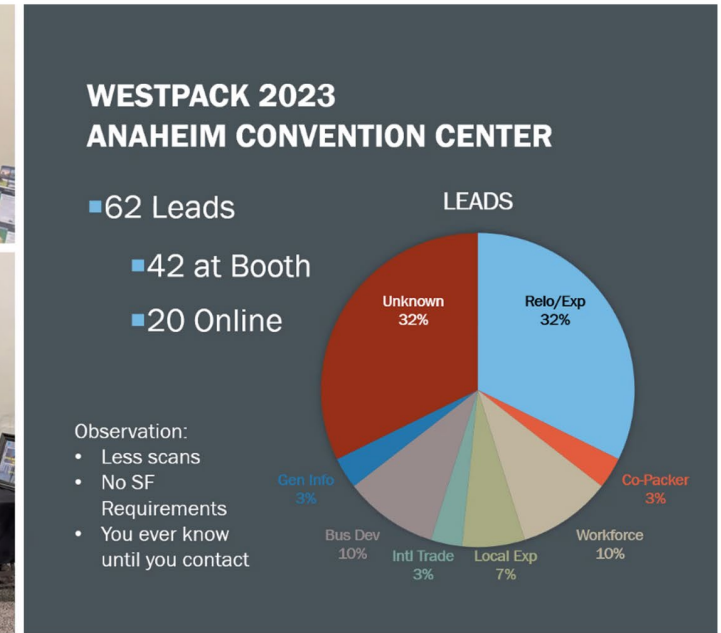 WESTPACK 2023
ANAHEIM CONVENTION CENTER
▪62 Leads
▪42 at Booth
▪20 Online
Observation:
• Less scans
• No SF
Requirements
• You ever know
until you contact
LEADS
Unknown
32%
Relo/Exp
32%
Gen Info
3%
Co-Packer
3%
Bus Dev
10%
Intl Trade
3%
Local Exp
7%
Workforce
10%